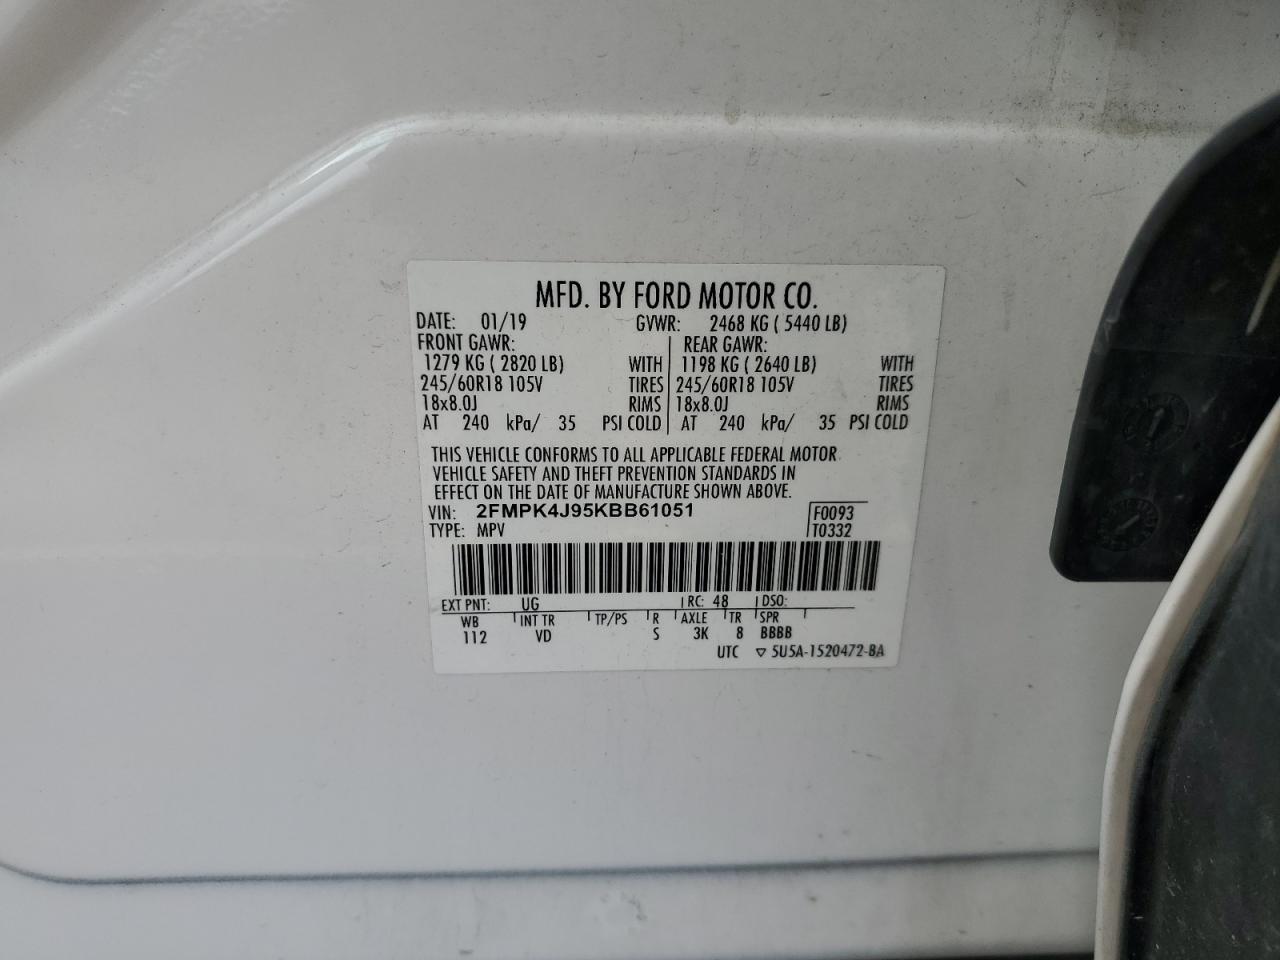 MFD. BY FORD MOTOR CO.
DATE: 01/19 GVWR: 2468 KG ( 5440 LB)
FRONT GAWR: REAR GAWR:
1279 KG ( 2820 LB) WITH 1198 KG ( 2640 LB) WITH
245/60R18 105V TIRES 245/60R18 105V TIRES
18x8.0J RIMS 18x8.0J RIMS
AT 240 kPa/ 35 PSI COLD AT 240 kPa/ 35 PSI COLD
THIS VEHICLE CONFORMS TO ALL APPLICABLE FEDERAL MOTOR
VEHICLE SAFETY AND THEFT PREVENTION STANDARDS IN
EFFECT ON THE DATE OF MANUFACTURE SHOWN ABOVE.
VIN: 2FMPK4J95KBB61051 F0093
TYPE: MPV T0332
EXT PNT: UG RC: 48 DSO:
WB INT TR TP/PS R AXLE TR SPR
112 VD S 3K 8 BBBB
UTC ▽ 5U5A-1520472-BA